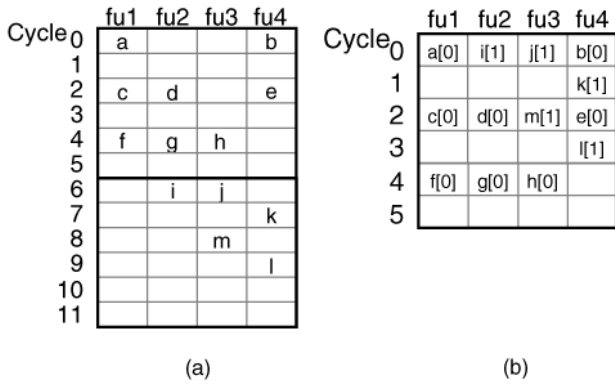 fu1 fu2 fu3 fu4
Cycle 0 a b
1
2 c d e
3
4 f g h
5
6 i j
7 k
8 m
9 l
10
11
(a)
fu1 fu2 fu3 fu4
Cycle 0 a[0] i[1] j[1] b[0]
1 k[1]
2 c[0] d[0] m[1] e[0]
3 l[1]
4 f[0] g[0] h[0]
5
(b)